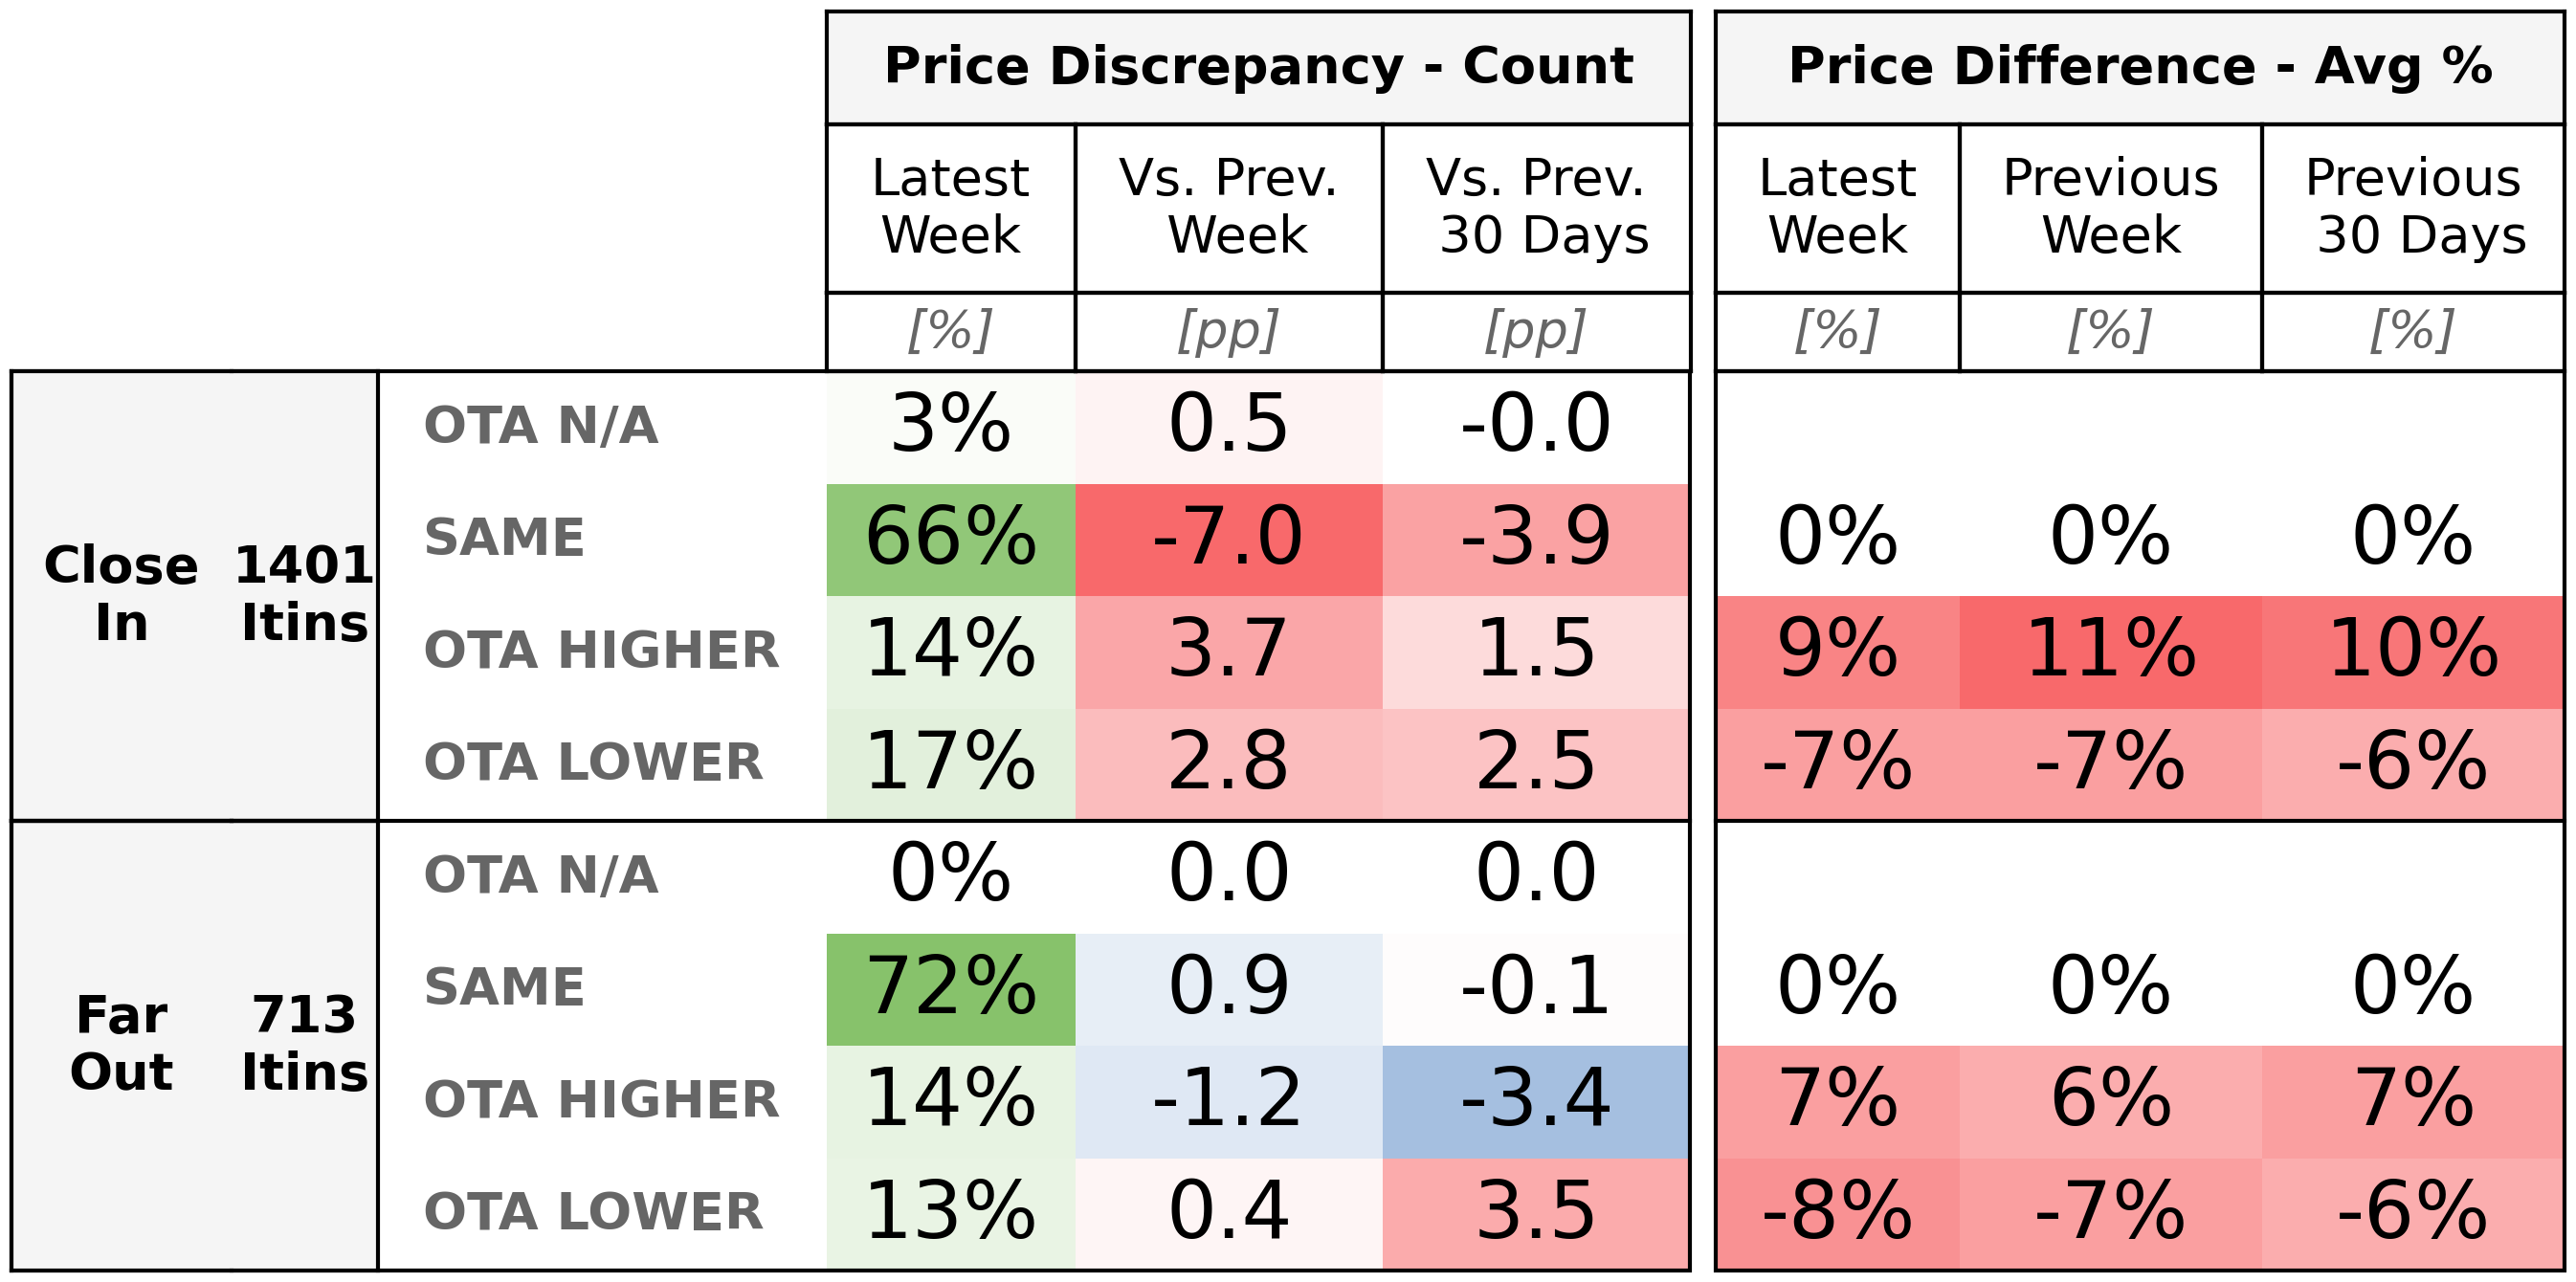 Price Discrepancy - Count Price Difference - Avg %
Latest Week Vs. Prev. Week Vs. Prev. 30 Days Latest Week Previous Week Previous 30 Days
[%] [pp] [pp] [%] [%] [%]
Close In 1401 Itins
OTA N/A 3% 0.5 -0.0
SAME 66% -7.0 -3.9 0% 0% 0%
OTA HIGHER 14% 3.7 1.5 9% 11% 10%
OTA LOWER 17% 2.8 2.5 -7% -7% -6%
Far Out 713 Itins
OTA N/A 0% 0.0 0.0
SAME 72% 0.9 -0.1 0% 0% 0%
OTA HIGHER 14% -1.2 -3.4 7% 6% 7%
OTA LOWER 13% 0.4 3.5 -8% -7% -6%